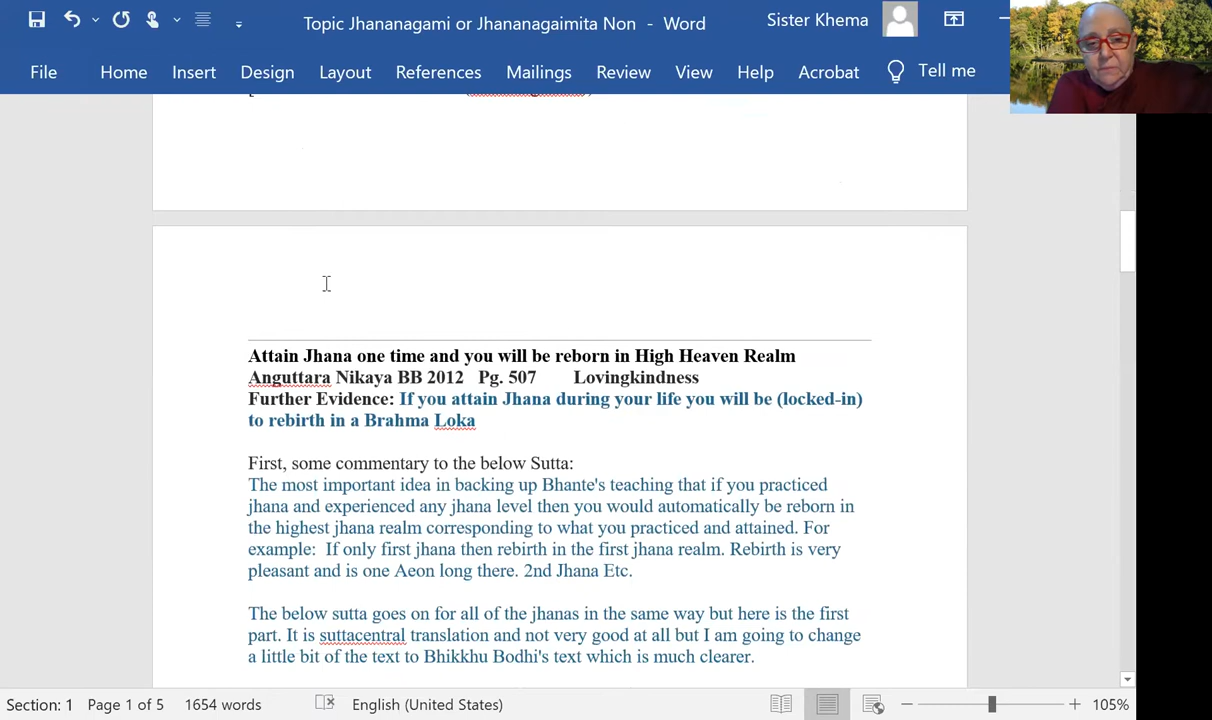 Topic Jhananagami or Jhananagaimita Non - Word
Sister Khema
File Home Insert Design Layout References Mailings Review View Help Acrobat Tell me
Attain Jhana one time and you will be reborn in High Heaven Realm
Anguttara Nikaya BB 2012 Pg. 507 Lovingkindness
Further Evidence: If you attain Jhana during your life you will be (locked-in)
to rebirth in a Brahma Loka
First, some commentary to the below Sutta:
The most important idea in backing up Bhante's teaching that if you practiced
jhana and experienced any jhana level then you would automatically be reborn in
the highest jhana realm corresponding to what you practiced and attained. For
example: If only first jhana then rebirth in the first jhana realm. Rebirth is very
pleasant and is one Aeon long there. 2nd Jhana Etc.
The below sutta goes on for all of the jhanas in the same way but here is the first
part. It is suttacentral translation and not very good at all but I am going to change
a little bit of the text to Bhikkhu Bodhi's text which is much clearer.
Section: 1 Page 1 of 5 1654 words English (United States) 105%